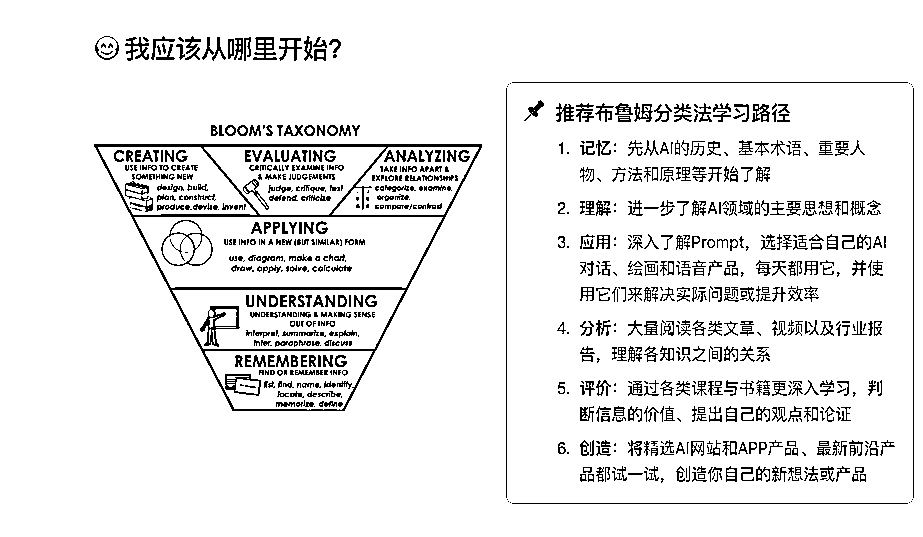 我应该从哪里开始?
BLOOM'S TAXONOMY
CREATING
USE INFO TO CREATE
SOMETHING NEW
design, build,
plan, construct,
produce, devise, invent
EVALUATING
CRITICALLY EXAMINE INFO
& MAKE JUDGEMENTS
judge, critique, test
defend, criticize
ANALYZING
TAKE INFO APART &
EXPLORE RELATIONSHIPS
categorize, examine,
organize,
compare/contrast
APPLYING
USE INFO IN A NEW (BUT SIMILAR) FORM
use, diagram, make a chart,
draw, apply, solve, calculate
UNDERSTANDING
UNDERSTANDING & MAKING SENSE
OUT OF INFO
interpret, summarize, explain,
infer, paraphrase, discuss
REMEMBERING
FIND OR REMEMBER INFO
list, find, name, identify,
locate, describe,
memorize, define
推荐布鲁姆分类法学习路径
1. 记忆：先从AI的历史、基本术语、重要人
物、方法和原理等开始了解
2. 理解：进一步了解AI领域的主要思想和概念
3. 应用：深入了解Prompt，选择适合自己的AI
对话、绘画和语音产品，每天都用它，并使
用它们来解决实际问题或提升效率
4. 分析：大量阅读各类文章、视频以及行业报
告，理解各知识之间的关系
5. 评价：通过各类课程与书籍更深入学习，判
断信息的价值、提出自己的观点和论证
6. 创造：将精选AI网站和APP产品、最新前沿产
品都试一试，创造你自己的新想法或产品